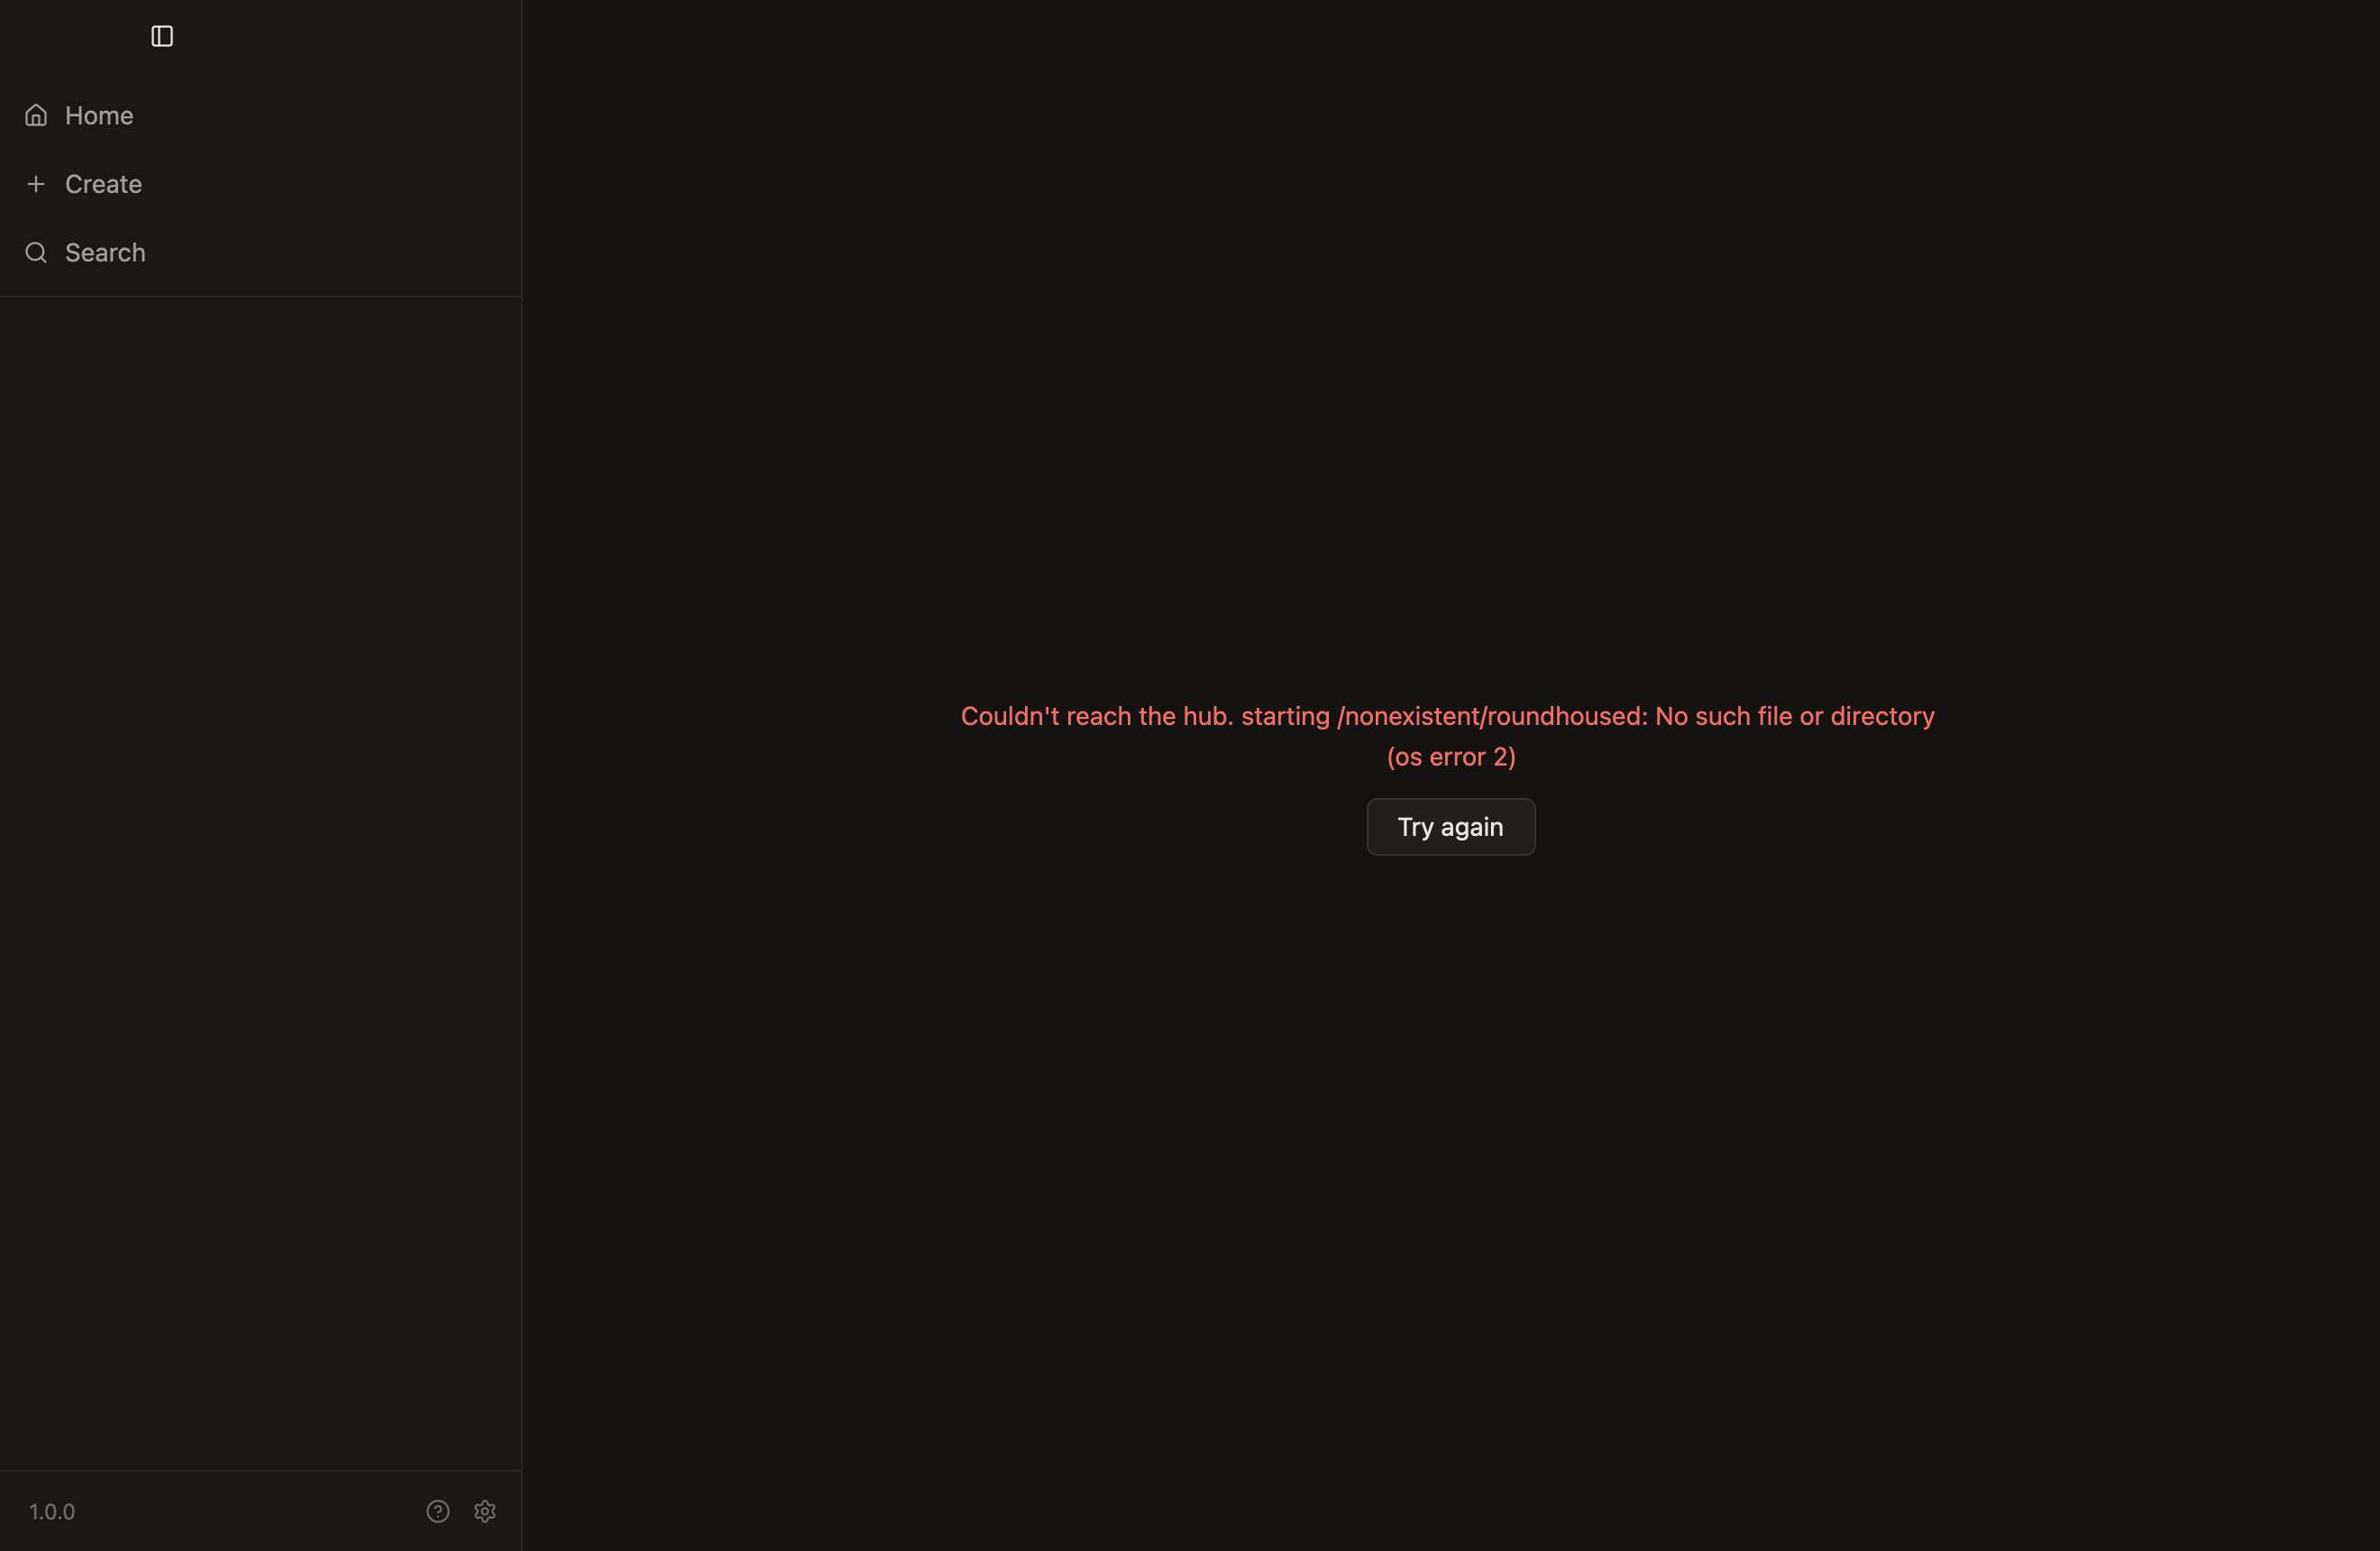 Home
Create
Search
Couldn't reach the hub. starting /nonexistent/roundhoused: No such file or directory
(os error 2)
Try again
1.0.0